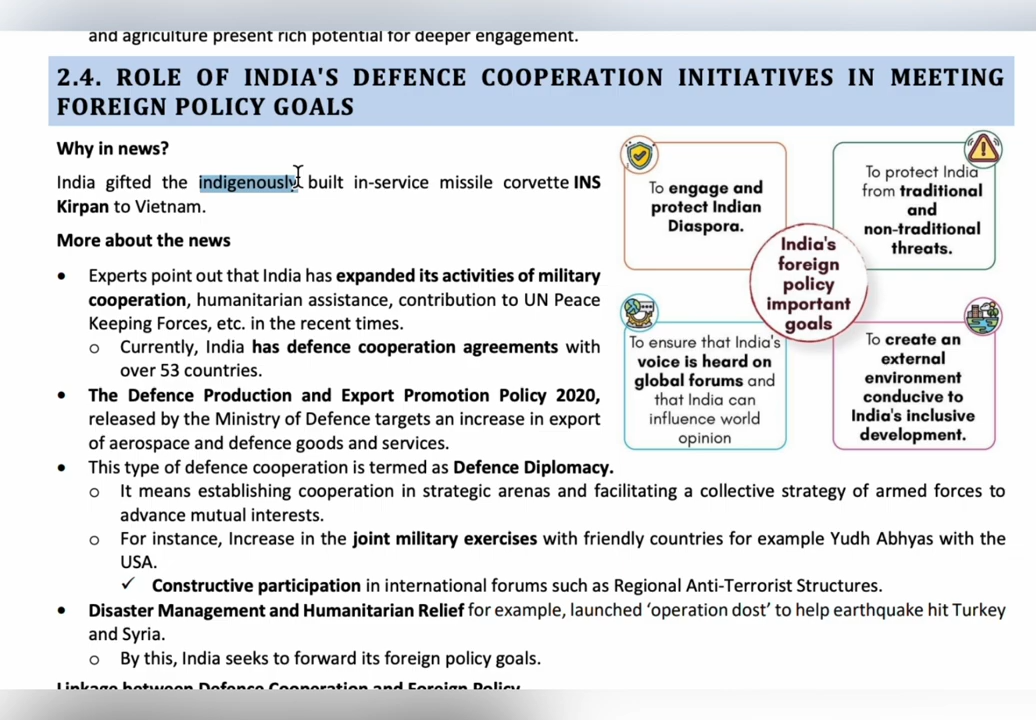 and agriculture present rich potential for deeper engagement.
2.4. ROLE OF INDIA'S DEFENCE COOPERATION INITIATIVES IN MEETING
FOREIGN POLICY GOALS
Why in news?
India gifted the indigenously built in-service missile corvette INS
Kirpan to Vietnam.
More about the news
• Experts point out that India has expanded its activities of military
cooperation, humanitarian assistance, contribution to UN Peace
Keeping Forces, etc. in the recent times.
o Currently, India has defence cooperation agreements with
over 53 countries.
• The Defence Production and Export Promotion Policy 2020,
released by the Ministry of Defence targets an increase in export
of aerospace and defence goods and services.
• This type of defence cooperation is termed as Defence Diplomacy.
o It means establishing cooperation in strategic arenas and facilitating a collective strategy of armed forces to
advance mutual interests.
o For instance, Increase in the joint military exercises with friendly countries for example Yudh Abhyas with the
USA.
✓ Constructive participation in international forums such as Regional Anti-Terrorist Structures.
• Disaster Management and Humanitarian Relief for example, launched ‘operation dost’ to help earthquake hit Turkey
and Syria.
o By this, India seeks to forward its foreign policy goals.
Linkage between Defence Cooperation and Foreign Policy
To engage and
protect Indian
Diaspora.
To protect India
from traditional
and
non-traditional
threats.
India's
foreign
policy
important
goals
To ensure that India's
voice is heard on
global forums and
that India can
influence world
opinion
To create an
external
environment
conducive to
India's inclusive
development.